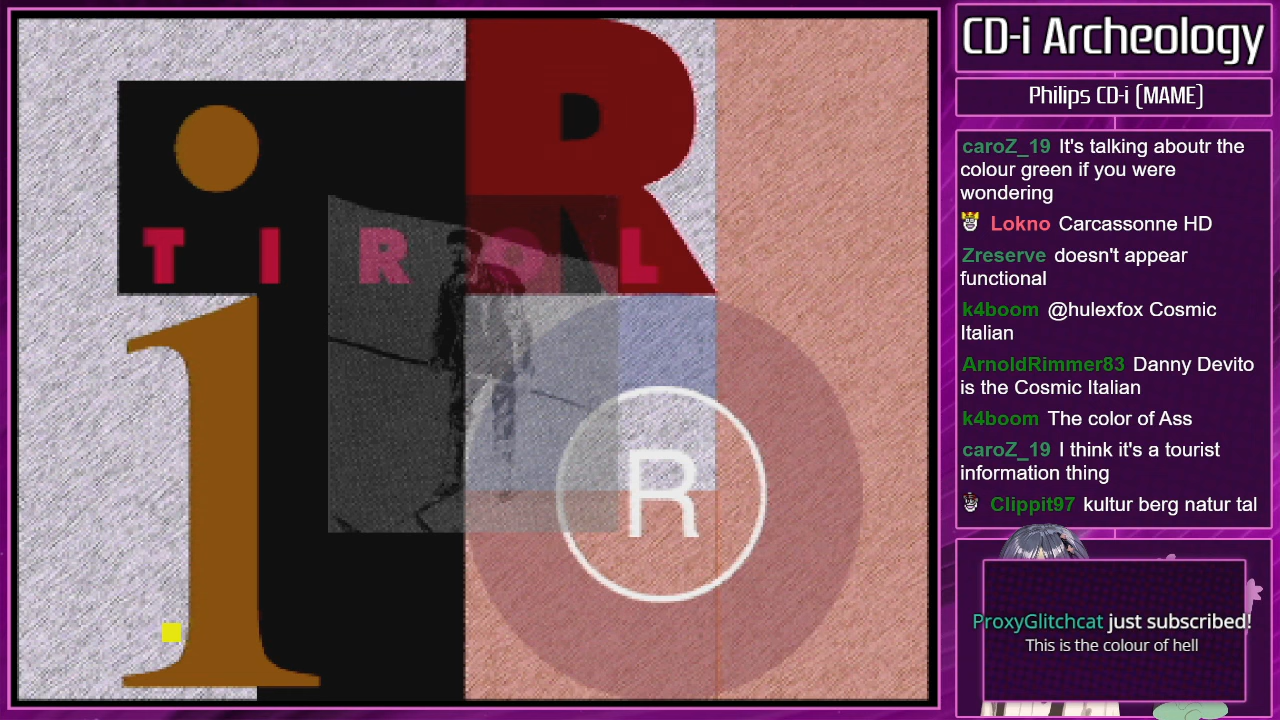 i
R
TIROL
R
CD-i Archeology
Philips CD-i [MAME]
caroZ_19 It's talking aboutr the
colour green if you were
wondering
Lokno Carcassonne HD
Zreserve doesn't appear
functional
k4boom @hulexfox Cosmic
Italian
ArnoldRimmer83 Danny Devito
is the Cosmic Italian
k4boom The color of Ass
caroZ_19 I think it's a tourist
information thing
Clippit97 kultur berg natur tal
ProxyGlitchcat just subscribed!
This is the colour of hell